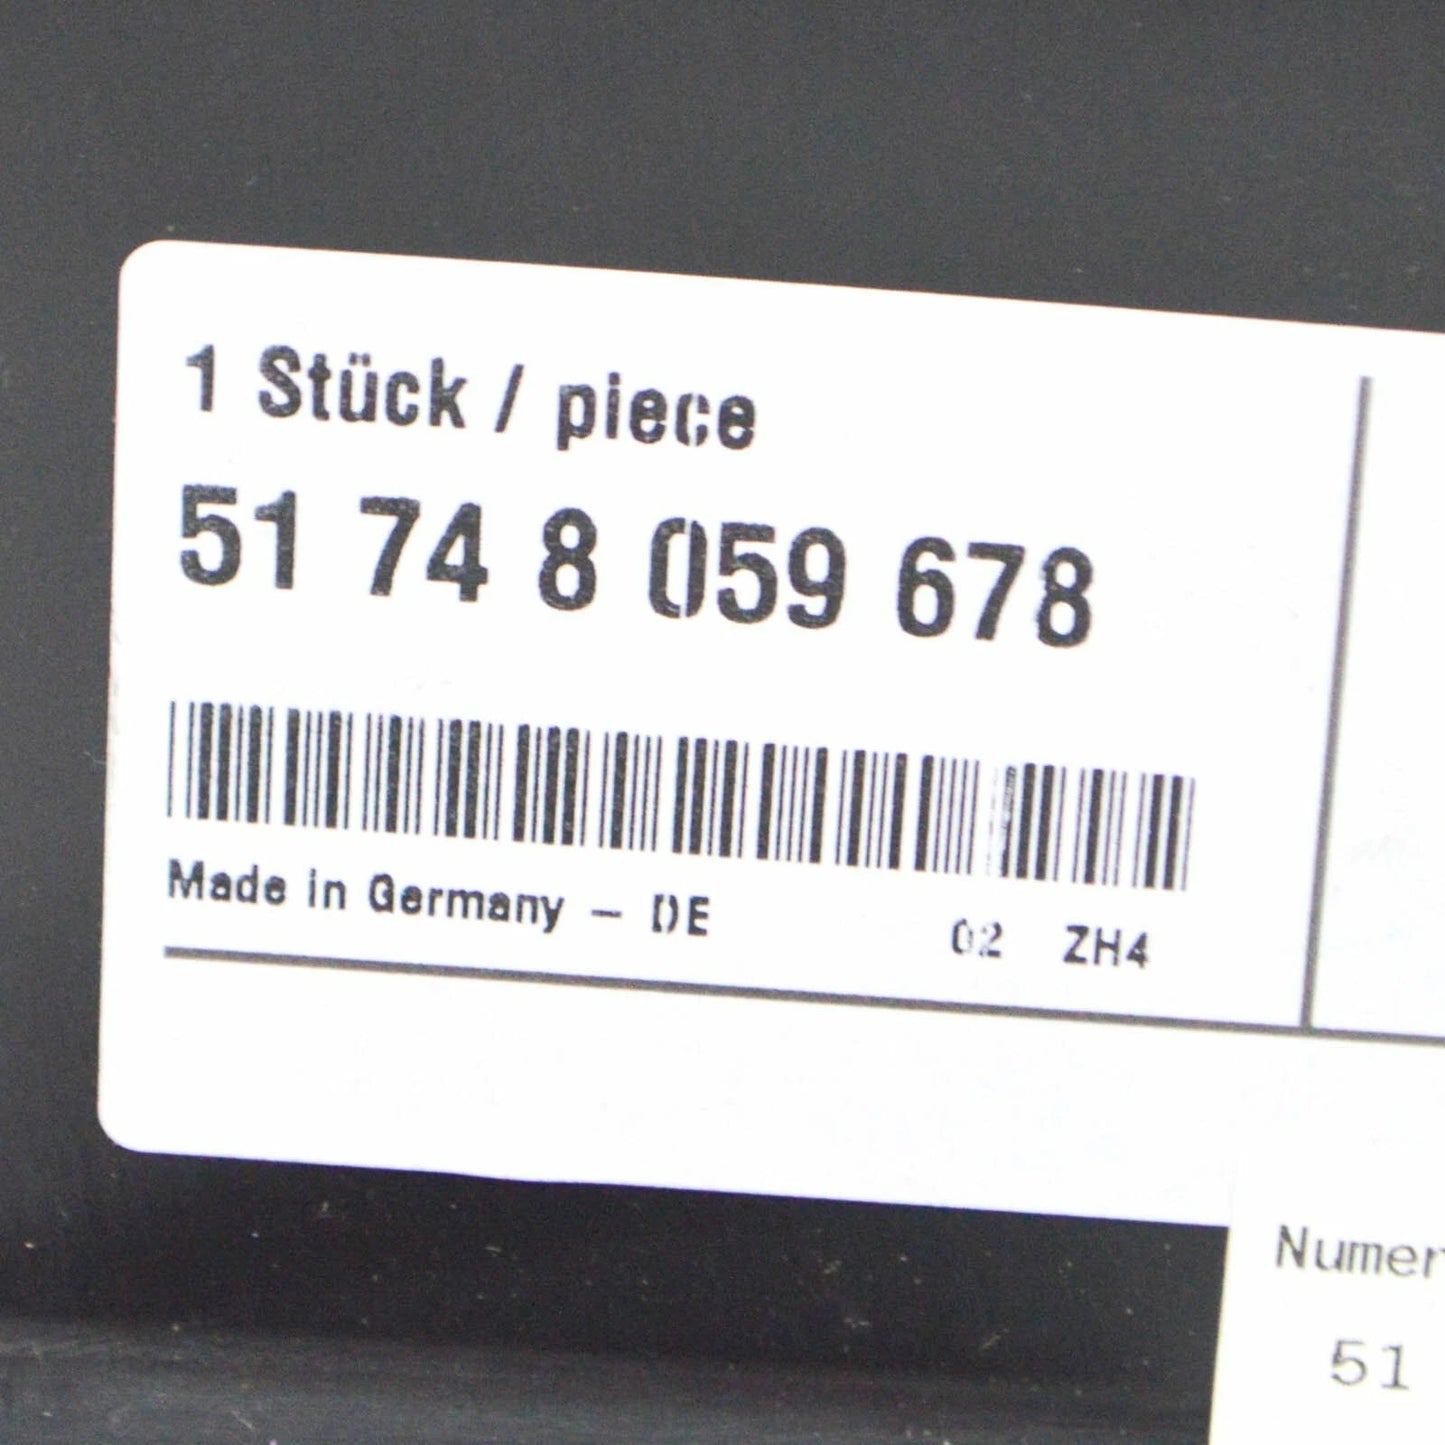 1 Stück / piece
51 74 8 059 678
Made in Germany - DE 02 ZH4
Numer
51